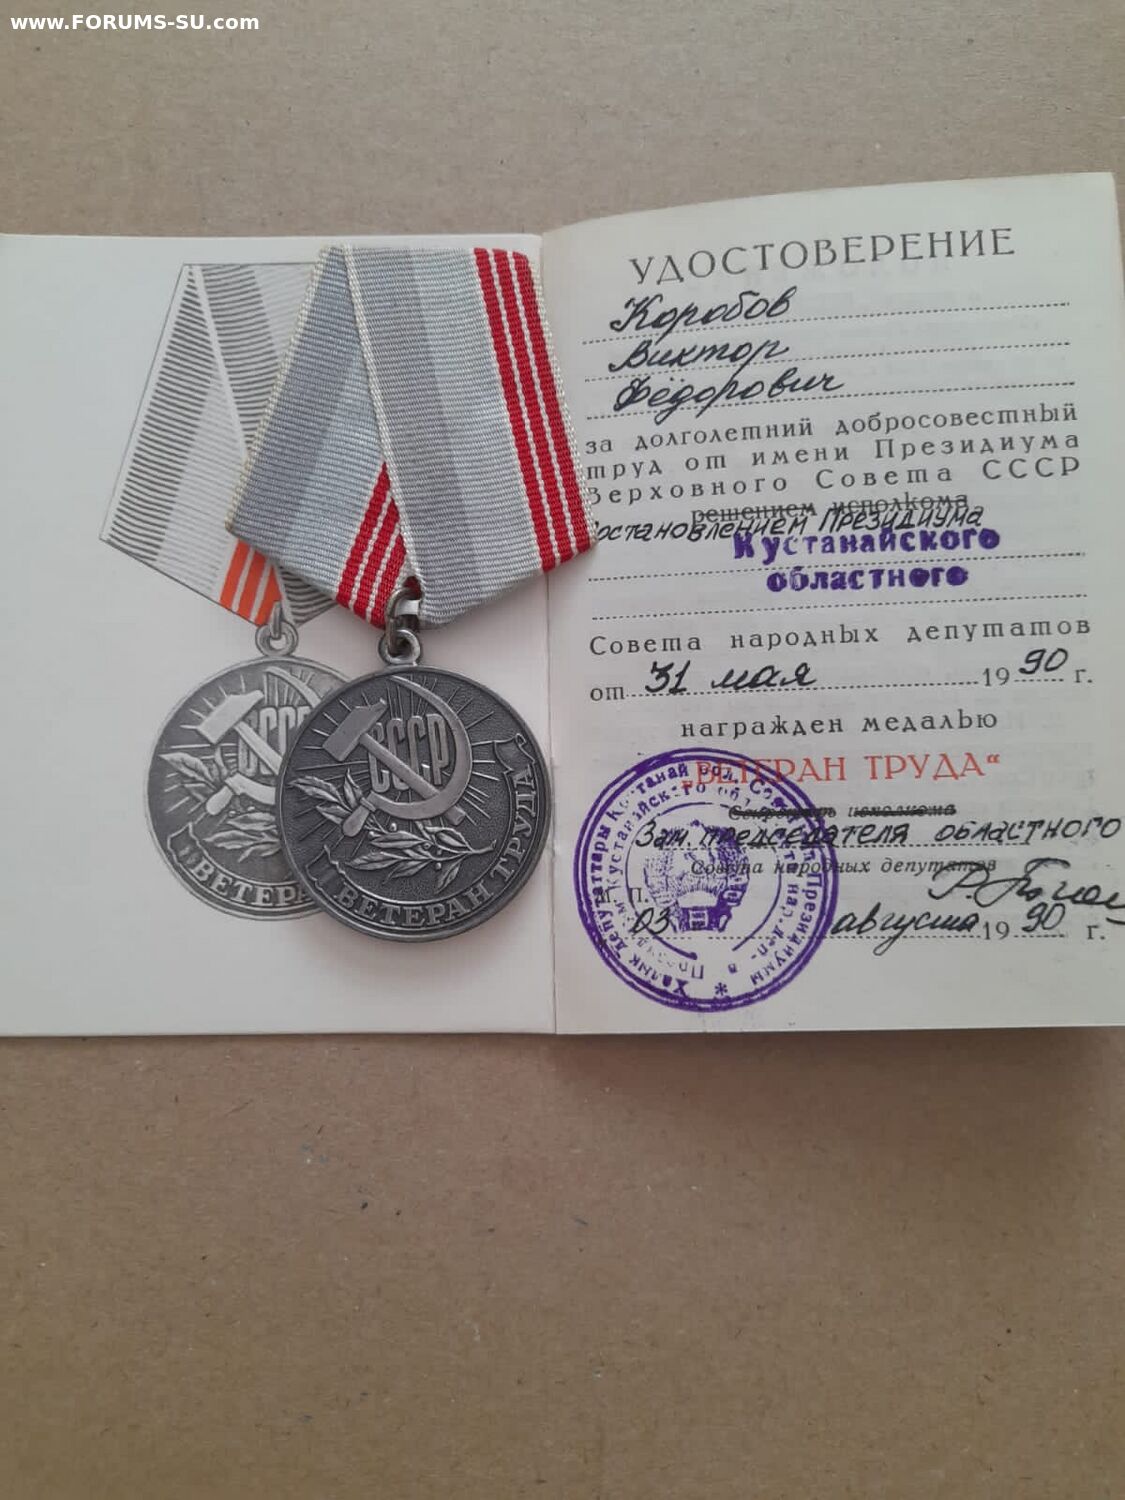 www.FORUMS-SU.com
УДОСТОВЕРЕНИЕ
Коробов
Виктор
Фёдорович
за долголетний добросовестный
труд от имени Президиума
Верховного Совета СССР
решением исполкома
Постановлением Президиума
Кустанайского
областного
Совета народных депутатов
от 31 мая 1990 г.
награжден медалью
„ВЕТЕРАН ТРУДА“
Секретарь исполкома
Зам. председателя областного
Совета народных депутатов
М. П.
03 августа 1990 г.
СССР
ВЕТЕРА
СССР
ВЕТЕРАН ТРУДА